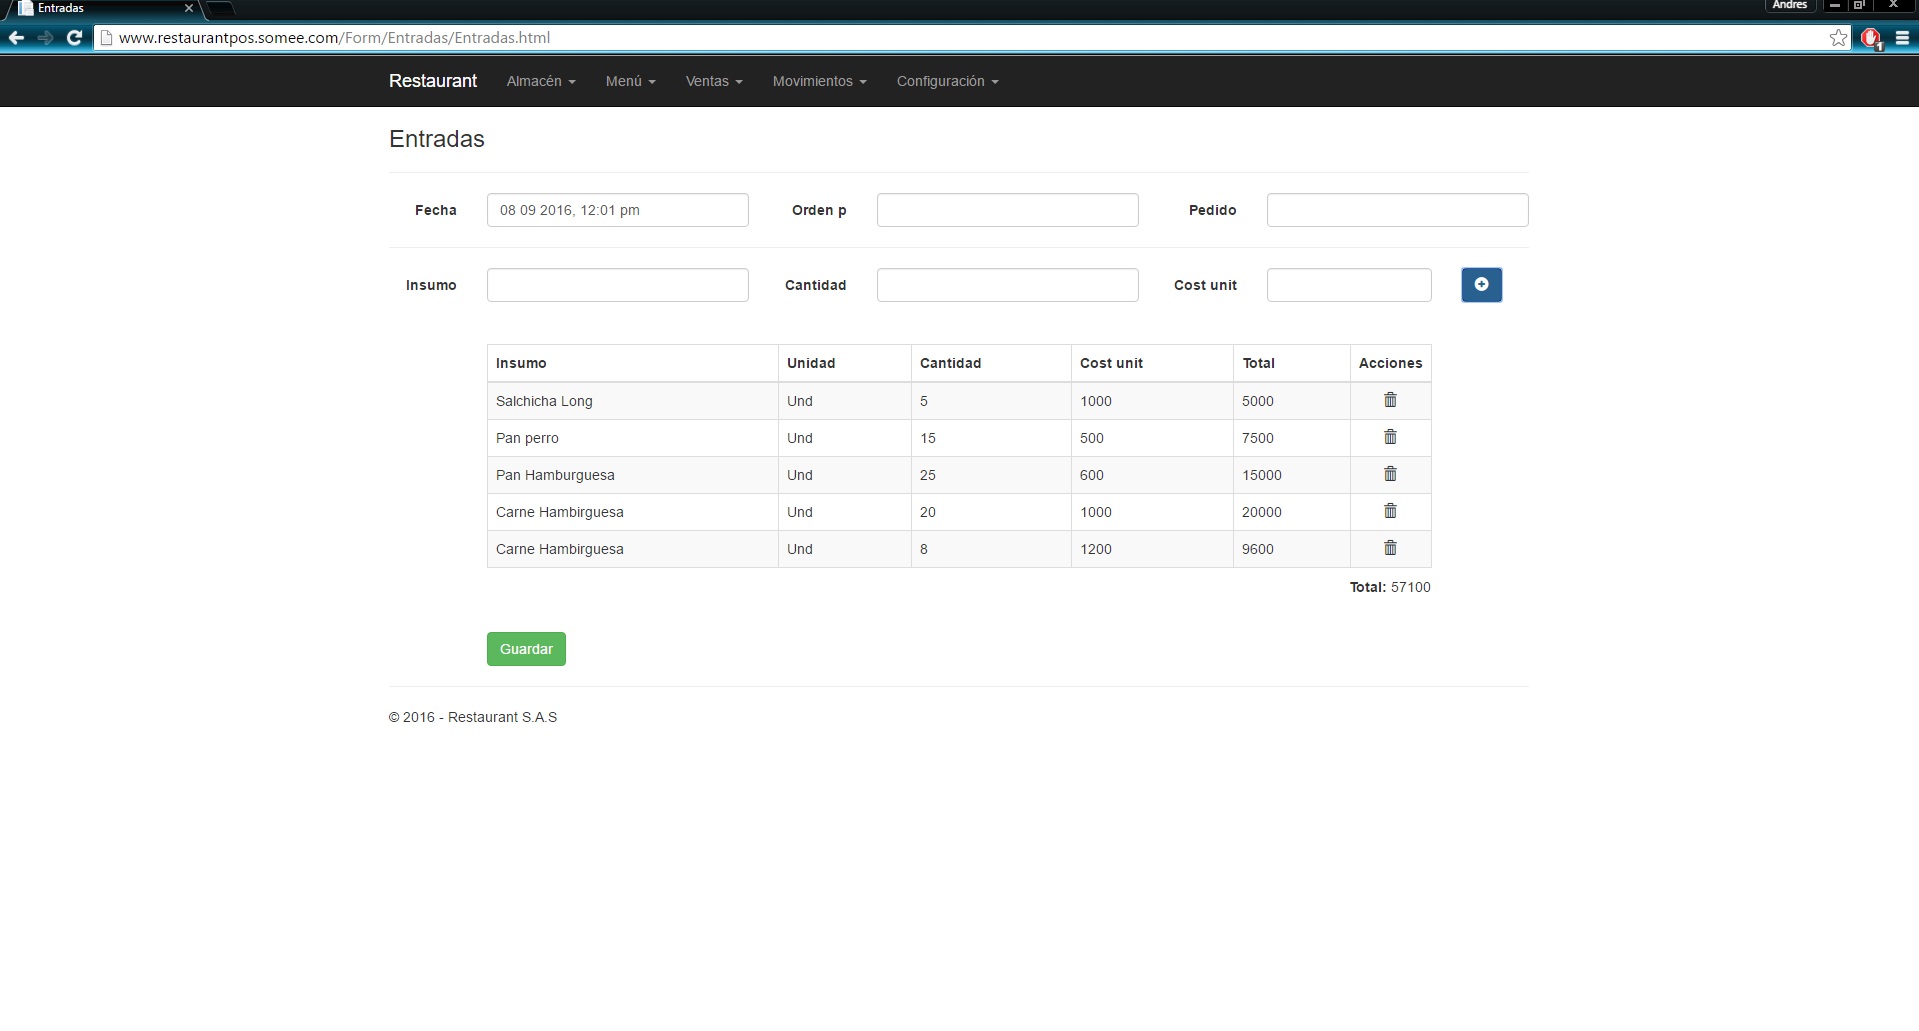 Entradas
Andres
www.restaurantpos.somee.com/Form/Entradas/Entradas.html
1
Restaurant Almacén Menú Ventas Movimientos Configuración
Entradas
Fecha 08 09 2016, 12:01 pm Orden p Pedido
Insumo Cantidad Cost unit
Insumo Unidad Cantidad Cost unit Total Acciones
Salchicha Long Und 5 1000 5000
Pan perro Und 15 500 7500
Pan Hamburguesa Und 25 600 15000
Carne Hambirguesa Und 20 1000 20000
Carne Hambirguesa Und 8 1200 9600
Total: 57100
Guardar
© 2016 - Restaurant S.A.S